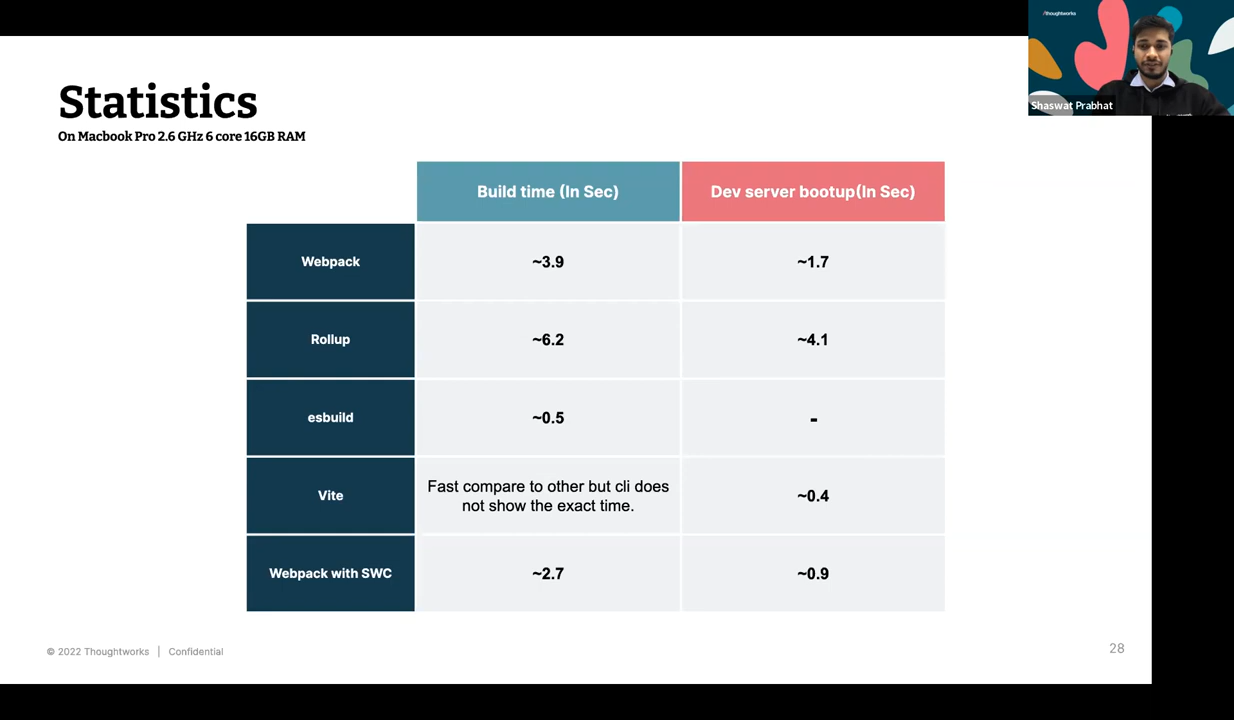 /thoughtworks
Shaswat Prabhat
Statistics
On Macbook Pro 2.6 GHz 6 core 16GB RAM
Build time (In Sec)
Dev server bootup(In Sec)
Webpack
~3.9
~1.7
Rollup
~6.2
~4.1
esbuild
~0.5
-
Vite
Fast compare to other but cli does
not show the exact time.
~0.4
Webpack with SWC
~2.7
~0.9
© 2022 Thoughtworks | Confidential
28